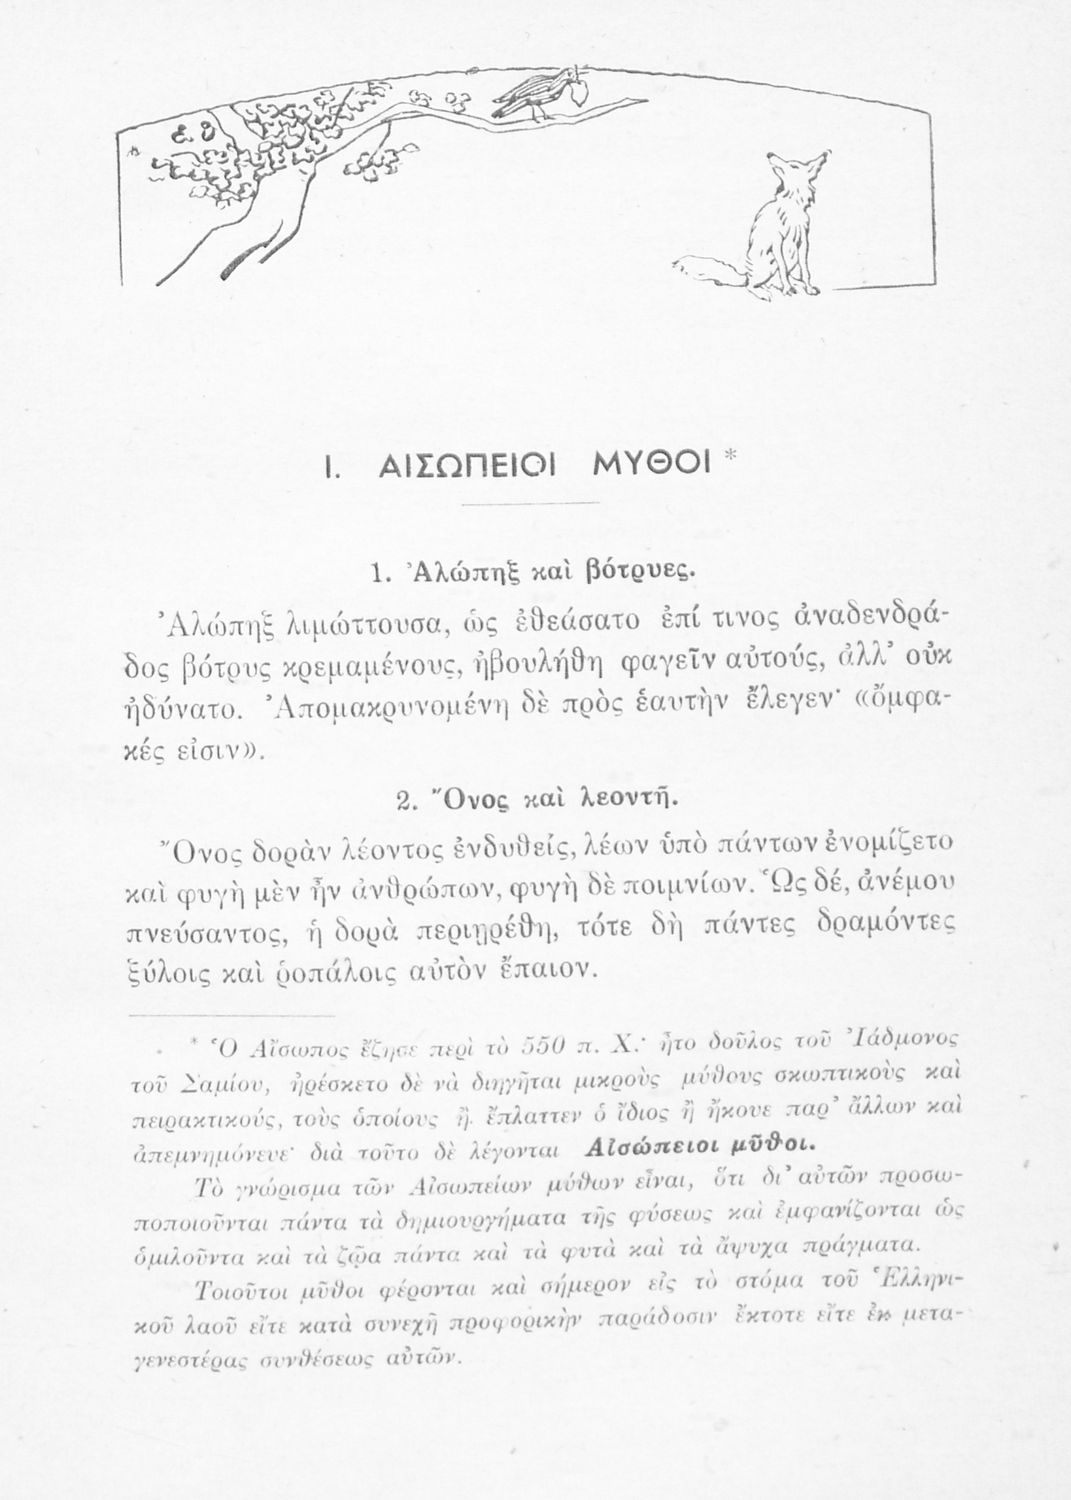 Ι. ΑΙΣΩΠΕΙΟΙ ΜΥΘΟΙ *
1. Ἀλώπηξ καὶ βότρυες.
Ἀλώπηξ λιμώττουσα, ὡς ἐθεάσατο ἐπί τινος ἀναδενδρά-
δος βότρυς κρεμαμένους, ἠβουλήθη φαγεῖν αὐτούς, ἀλλ’ οὐκ
ἠδύνατο. Ἀπομακρυνομένη δὲ πρὸς ἑαυτὴν ἔλεγεν· «ὄμφα-
κές εἰσιν».
2. Ὄνος καὶ λεοντῆ.
Ὄνος δορὰν λέοντος ἐνδυθείς, λέων ὑπὸ πάντων ἐνομίζετο
καὶ φυγὴ μὲν ἦν ἀνθρώπων, φυγὴ δὲ ποιμνίων. Ὡς δέ, ἀνέμου
πνεύσαντος, ἡ δορὰ περιῃρέθη, τότε δὴ πάντες δραμόντες
ξύλοις καὶ ῥοπάλοις αὐτὸν ἔπαιον.
* Ὁ Αἴσωπος ἔζησε περὶ τὸ 550 π. Χ.· ἦτο δοῦλος τοῦ Ἰάδμονος
τοῦ Σαμίου, ἠρέσκετο δὲ νὰ διηγῆται μικροὺς μύθους σκωπτικοὺς καὶ
πειρακτικούς, τοὺς ὁποίους ἢ ἔπλαττεν ὁ ἴδιος ἢ ἤκουε παρ’ ἄλλων καὶ
ἀπεμνημόνευε· διὰ τοῦτο δὲ λέγονται Αἰσώπειοι μῦθοι.
Τὸ γνώρισμα τῶν Αἰσωπείων μύθων εἶναι, ὅτι δι’ αὐτῶν προσω-
ποποιοῦνται πάντα τὰ δημιουργήματα τῆς φύσεως καὶ ἐμφανίζονται ὡς
ὁμιλοῦντα καὶ τὰ ζῷα πάντα καὶ τὰ φυτὰ καὶ τὰ ἄψυχα πράγματα.
Τοιοῦτοι μῦθοι φέρονται καὶ σήμερον εἰς τὸ στόμα τοῦ Ἑλληνι-
κοῦ λαοῦ εἴτε κατὰ συνεχῆ προφορικὴν παράδοσιν ἔκτοτε εἴτε ἐκ μετα-
γενεστέρας συνθέσεως αὐτῶν.